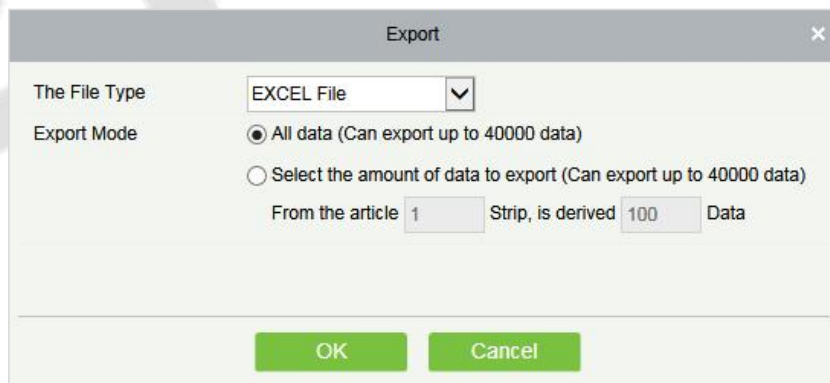 Export
The File Type EXCEL File
Export Mode All data (Can export up to 40000 data)
Select the amount of data to export (Can export up to 40000 data)
From the article 1 Strip, is derived 100 Data
OK Cancel